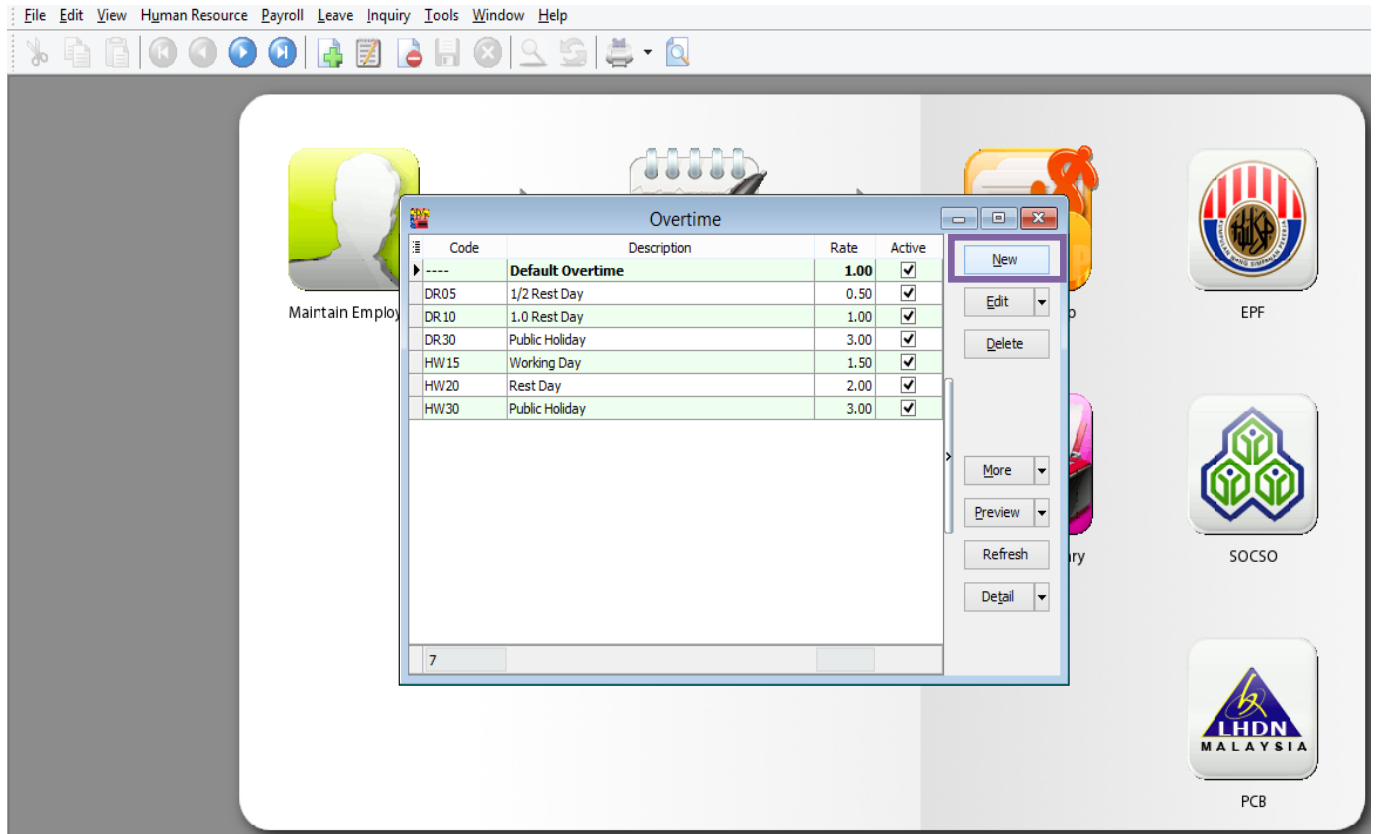 File Edit View Human Resource Payroll Leave Inquiry Tools Window Help
Overtime
Code Description Rate Active
---- Default Overtime 1.00
DR05 1/2 Rest Day 0.50
DR10 1.0 Rest Day 1.00
DR30 Public Holiday 3.00
HW15 Working Day 1.50
HW20 Rest Day 2.00
HW30 Public Holiday 3.00
7
New
Edit
Delete
More
Preview
Refresh
Detail
Maintain Employ
EPF
SOCSO
LHDN
MALAYSIA
PCB